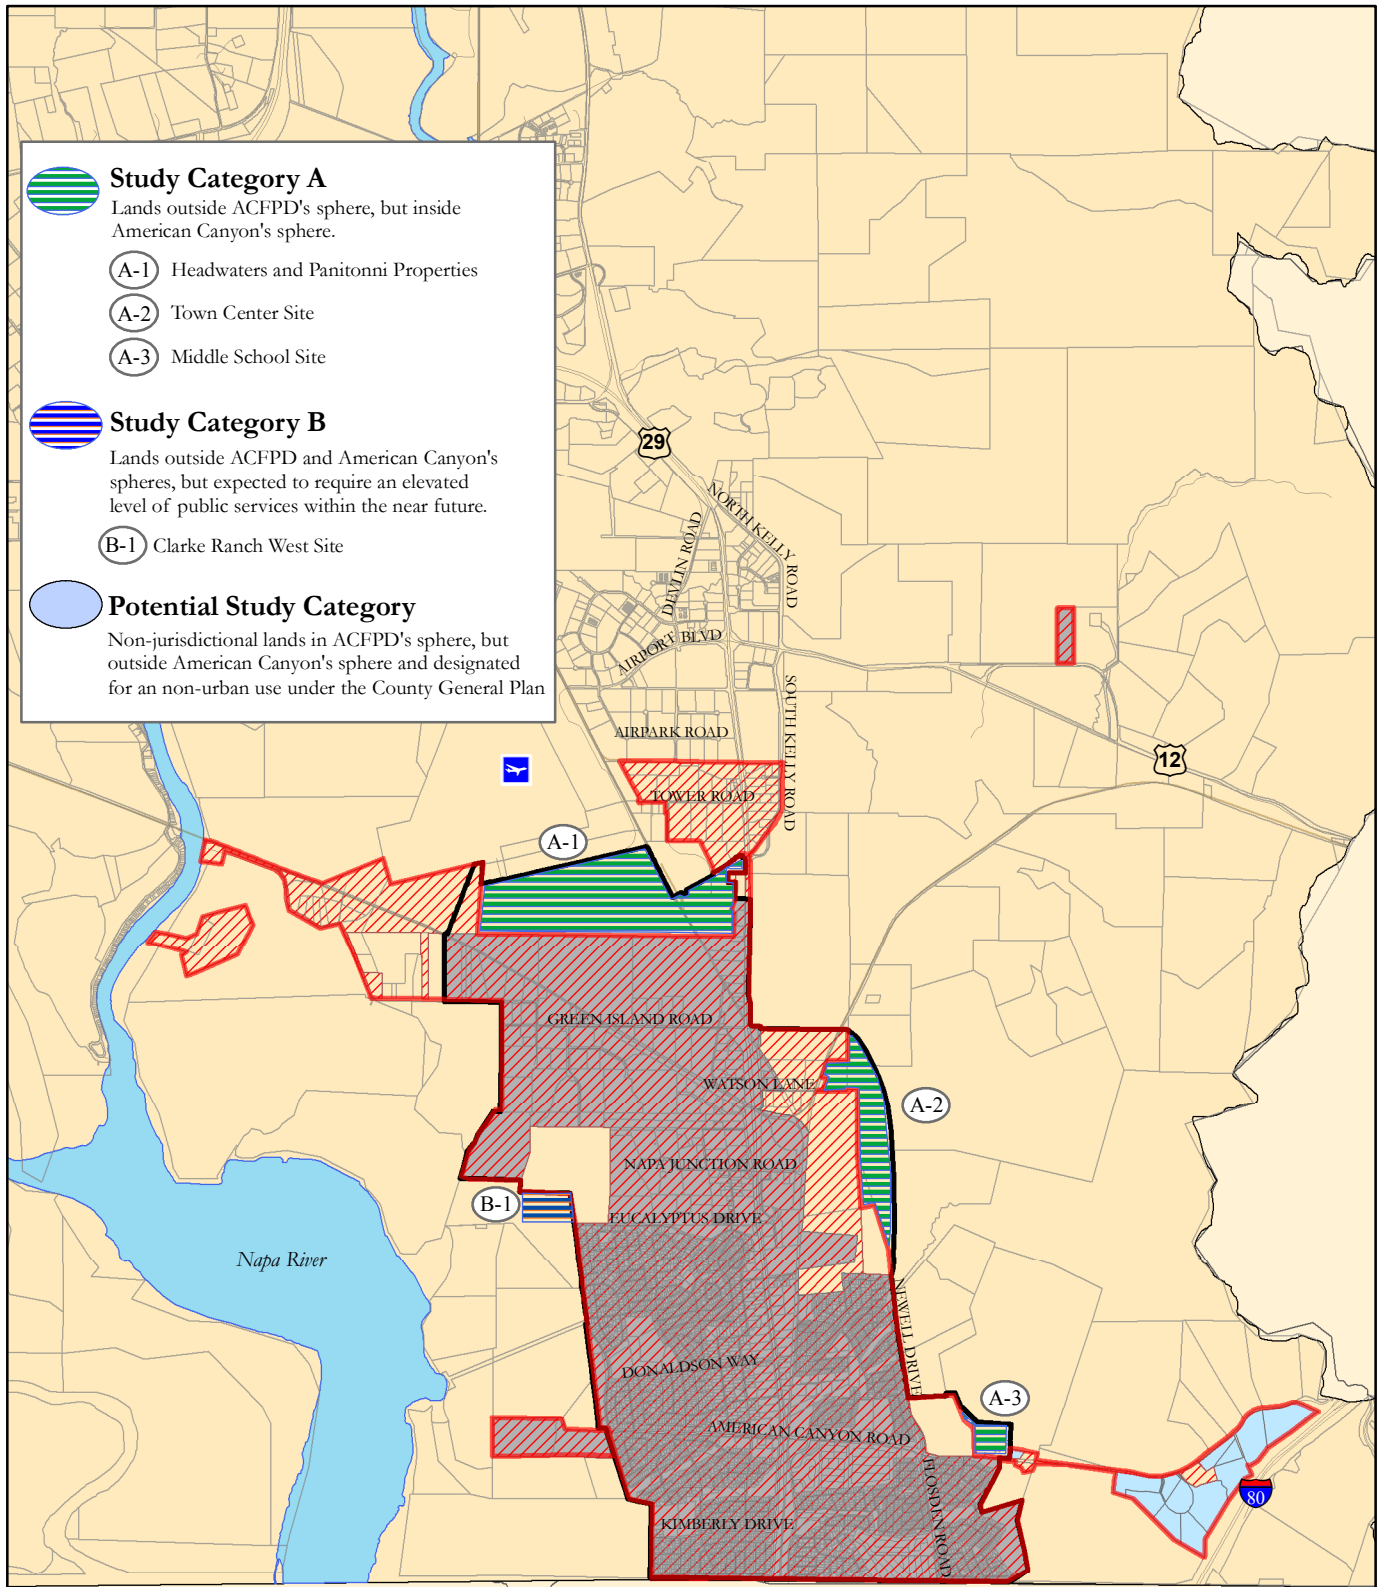 Study Category A
Lands outside ACFPD's sphere, but inside
American Canyon's sphere.
A-1 Headwaters and Panitonni Properties
A-2 Town Center Site
A-3 Middle School Site
Study Category B
Lands outside ACFPD and American Canyon's
spheres, but expected to require an elevated
level of public services within the near future.
B-1 Clarke Ranch West Site
Potential Study Category
Non-jurisdictional lands in ACFPD's sphere, but
outside American Canyon's sphere and designated
for an non-urban use under the County General Plan
29
NORTH KELLY ROAD
DEVLIN ROAD
AIRPORT BLVD
SOUTH KELLY ROAD
AIRPARK ROAD
12
TOWER ROAD
A-1
GREEN ISLAND ROAD
WATSON LANE
A-2
NAPA JUNCTION ROAD
B-1
EUCALYPTUS DRIVE
Napa River
NEWELL DRIVE
DONALDSON WAY
A-3
AMERICAN CANYON ROAD
FLOSDEN ROAD
80
KIMBERLY DRIVE